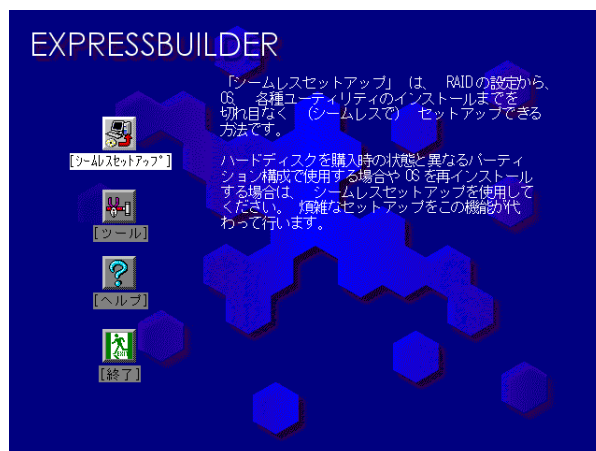 EXPRESSBUILDER
「シームレスセットアップ」 は、 RAIDの設定から、
OS、 各種ユーティリティのインストールまでを
切れ目なく (シームレスで) セットアップできる
方法です。
ハードディスクを購入時の状態と異なるパーティ
ション構成で使用する場合や OS を再インストール
する場合は、 シームレスセットアップを使用して
ください。 煩雑なセットアップをこの機能が代
わって行います。
[シームレスセットアップ]
[ツール]
[ヘルプ]
EXIT
[終了]